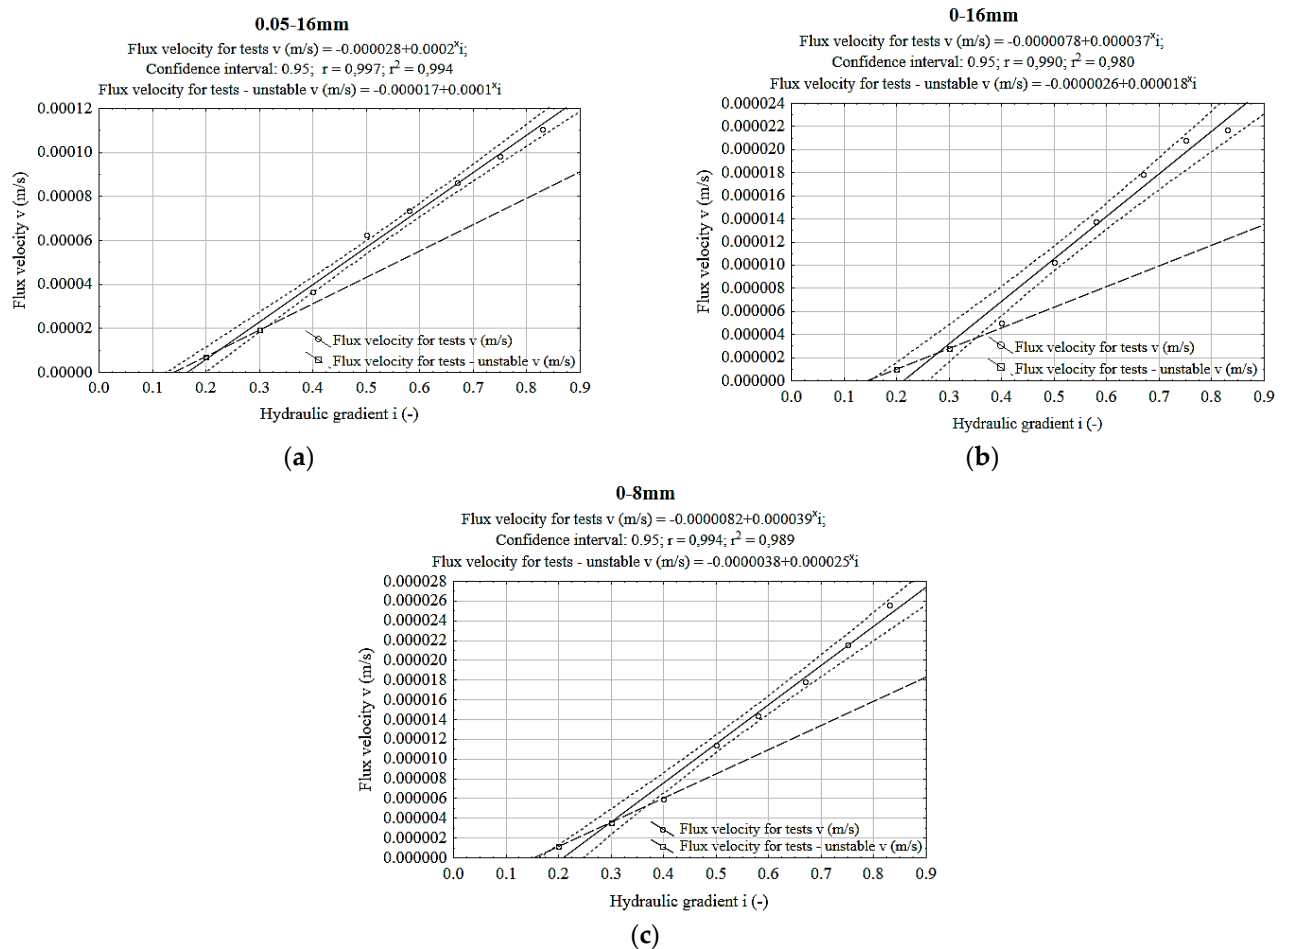 0.05-16mm
Flux velocity for tests v (m/s) = -0.000028+0.0002^xi;
Confidence interval: 0.95; r = 0,997; r² = 0,994
Flux velocity for tests - unstable v (m/s) = -0.000017+0.0001^xi
0.00012
0.00010
0.00008
0.00006
0.00004
0.00002
0.00000
Flux velocity v (m/s)
Flux velocity for tests v (m/s)
Flux velocity for tests - unstable v (m/s)
0.0 0.1 0.2 0.3 0.4 0.5 0.6 0.7 0.8 0.9
Hydraulic gradient i (-)
(a)
0-16mm
Flux velocity for tests v (m/s) = -0.0000078+0.000037^xi;
Confidence interval: 0.95; r = 0,990; r² = 0,980
Flux velocity for tests - unstable v (m/s) = -0.0000026+0.000018^xi
0.000024
0.000020
0.000018
0.000014
0.000010
0.000008
0.000004
0.000002
0.000000
Flux velocity v (m/s)
Flux velocity for tests v (m/s)
Flux velocity for tests - unstable v (m/s)
0.0 0.1 0.2 0.3 0.4 0.5 0.6 0.7 0.8 0.9
Hydraulic gradient i (-)
(b)
0-8mm
Flux velocity for tests v (m/s) = -0.0000082+0.000039^xi;
Confidence interval: 0.95; r = 0,994; r² = 0,989
Flux velocity for tests - unstable v (m/s) = -0.0000038+0.000025^xi
0.000028
0.000026
0.000024
0.000022
0.000020
0.000018
0.000014
0.000012
0.000010
0.000008
0.000006
0.000004
0.000002
0.000000
Flux velocity v (m/s)
Flux velocity for tests v (m/s)
Flux velocity for tests - unstable v (m/s)
0.0 0.1 0.2 0.3 0.4 0.5 0.6 0.7 0.8 0.9
Hydraulic gradient i (-)
(c)